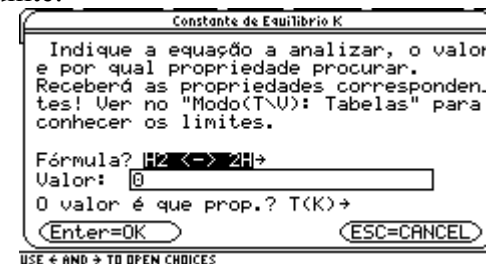 Constante de Equilibrio K
Indique a equação a analizar, o valor
e por qual propriedade procurar.
Receberá as propriedades corresponden_
tes! Ver no "Modo(T\V): Tabelas" para
conhecer os limites.
Fórmula? H2 <-> 2H→
Valor: 0
O valor é que prop.? T(K)→
Enter=OK ESC=CANCEL
USE ← AND → TO OPEN CHOICES